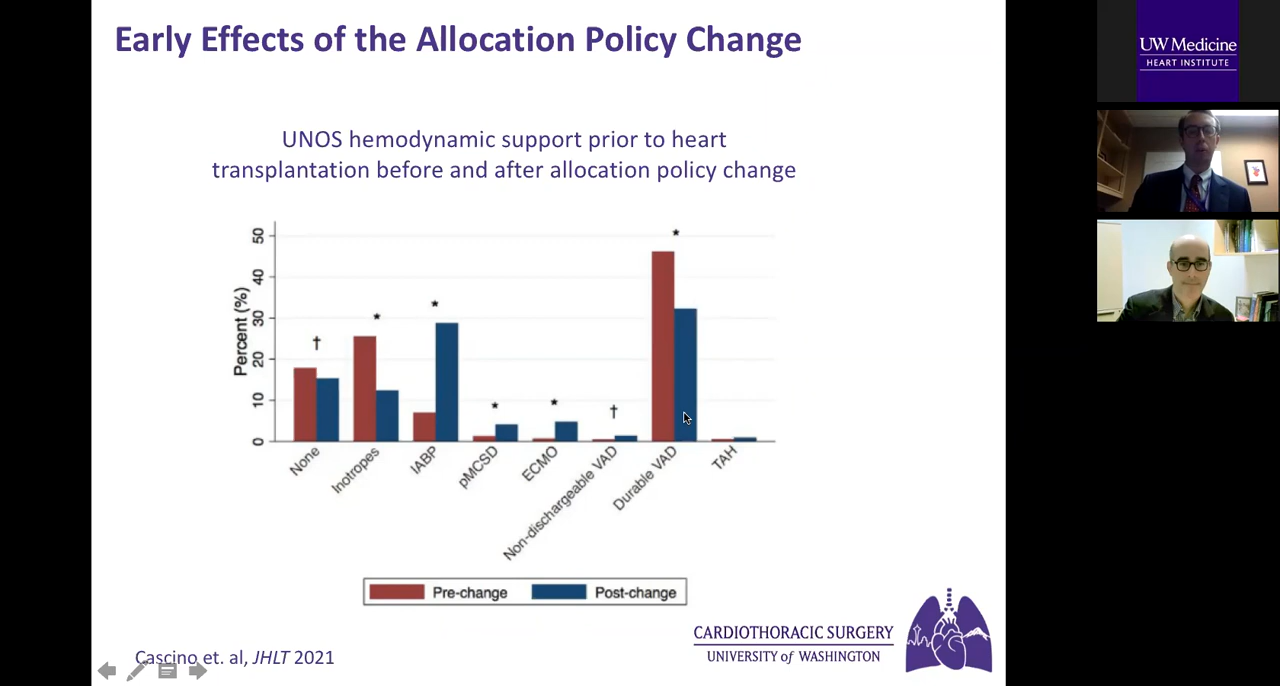 Early Effects of the Allocation Policy Change
UNOS hemodynamic support prior to heart
transplantation before and after allocation policy change
Percent (%)
50
40
30
20
10
0
†
*
*
*
*
†
*
None
Inotropes
IABP
pMCSD
ECMO
Non-dischargeable VAD
Durable VAD
TAH
Pre-change
Post-change
Cascino et. al, JHLT 2021
CARDIOTHORACIC SURGERY
UNIVERSITY of WASHINGTON
UW Medicine
HEART INSTITUTE